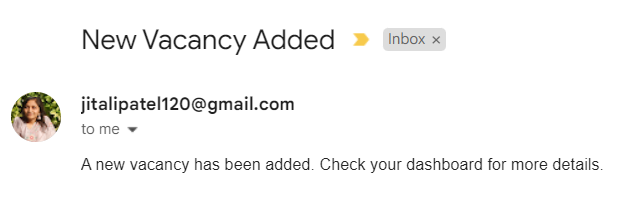 New Vacancy Added
Inbox ×
jitalipatel120@gmail.com
to me
A new vacancy has been added. Check your dashboard for more details.